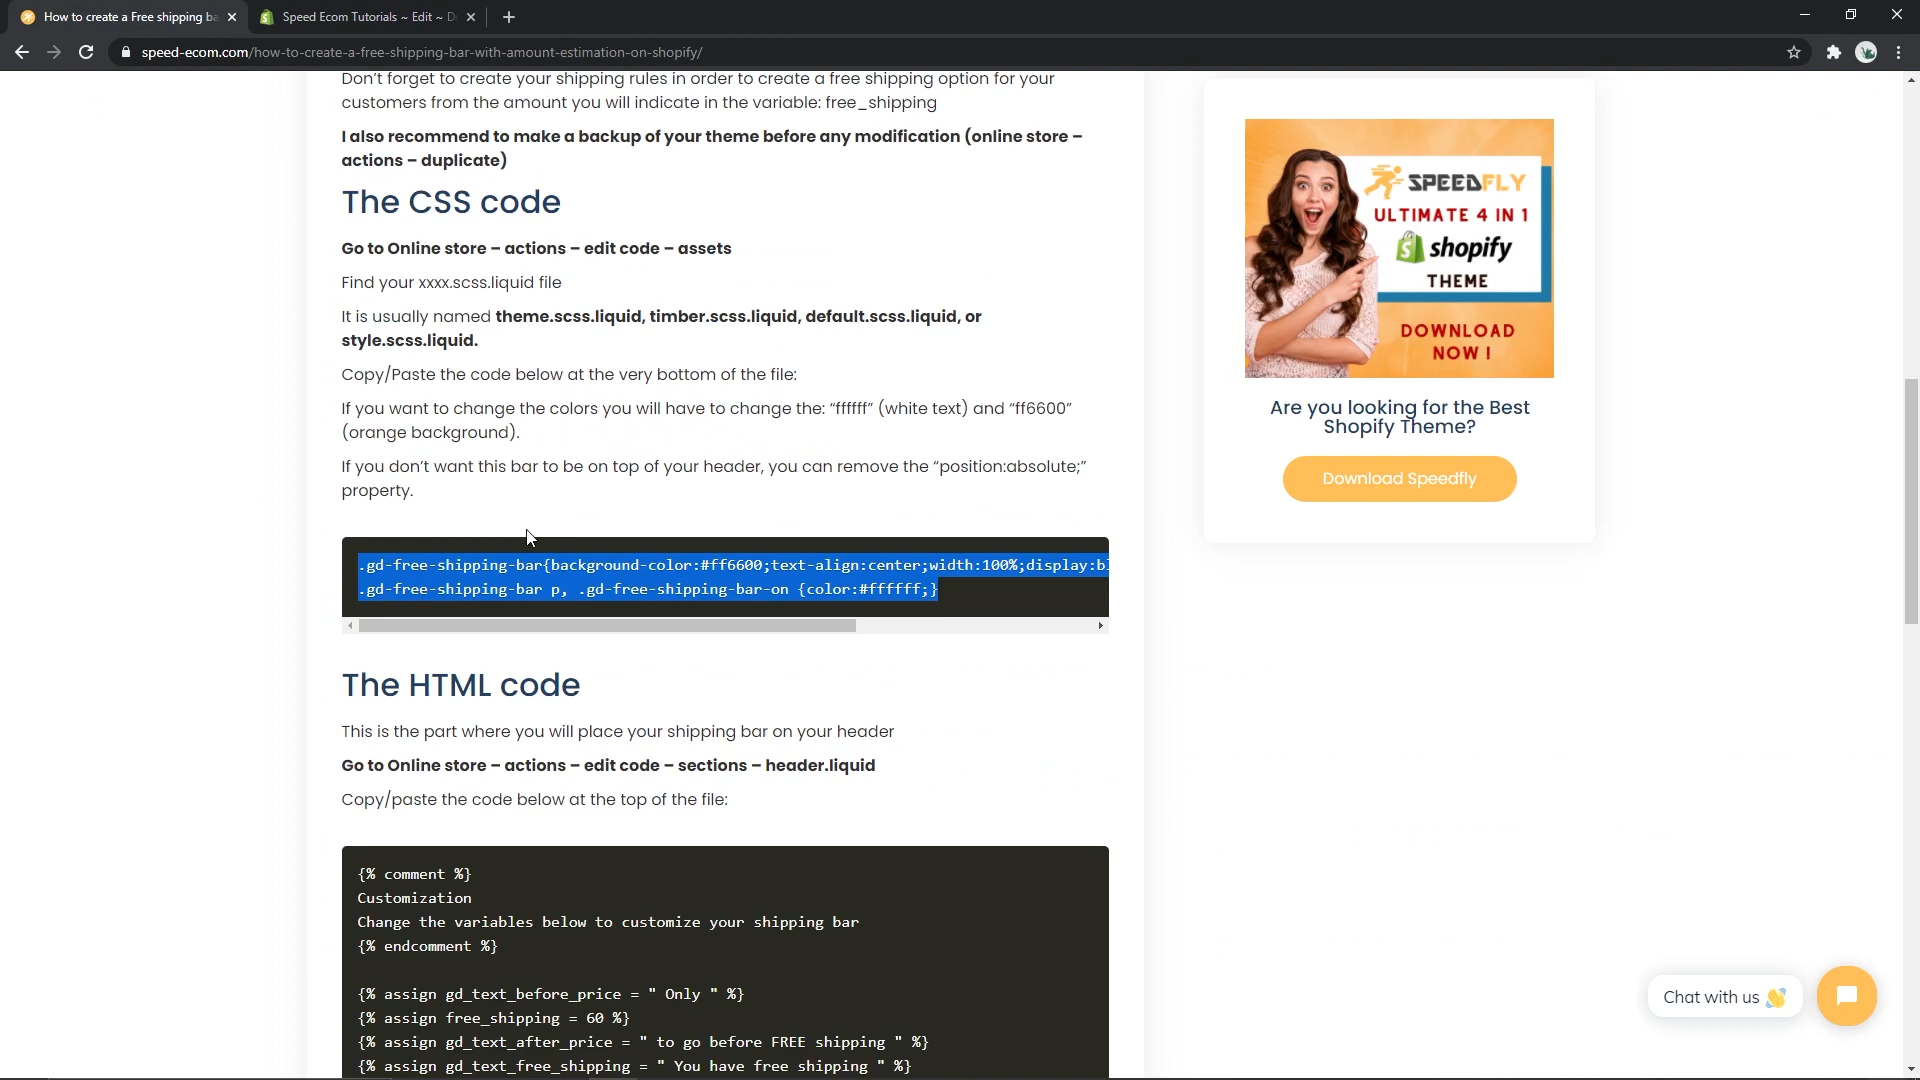 How to create a Free shipping ba
Speed Ecom Tutorials ~ Edit ~ D
speed-ecom.com/how-to-create-a-free-shipping-bar-with-amount-estimation-on-shopify/
Don't forget to create your shipping rules in order to create a free shipping option for your
customers from the amount you will indicate in the variable: free_shipping
I also recommend to make a backup of your theme before any modification (online store –
actions – duplicate)
The CSS code
Go to Online store – actions – edit code – assets
Find your xxxx.scss.liquid file
It is usually named theme.scss.liquid, timber.scss.liquid, default.scss.liquid, or
style.scss.liquid.
Copy/Paste the code below at the very bottom of the file:
If you want to change the colors you will have to change the: “ffffff” (white text) and “ff6600”
(orange background).
If you don't want this bar to be on top of your header, you can remove the “position:absolute;”
property.
.gd-free-shipping-bar{background-color:#ff6600;text-align:center;width:100%;display:bl
.gd-free-shipping-bar p, .gd-free-shipping-bar-on {color:#ffffff;}
The HTML code
This is the part where you will place your shipping bar on your header
Go to Online store – actions – edit code – sections – header.liquid
Copy/paste the code below at the top of the file:
{% comment %}
Customization
Change the variables below to customize your shipping bar
{% endcomment %}
{% assign gd_text_before_price = " Only " %}
{% assign free_shipping = 60 %}
{% assign gd_text_after_price = " to go before FREE shipping " %}
{% assign gd_text_free_shipping = " You have free shipping " %}
SPEEDFLY
ULTIMATE 4 IN 1
shopify
THEME
DOWNLOAD
NOW !
Are you looking for the Best
Shopify Theme?
Download Speedfly
Chat with us 👋